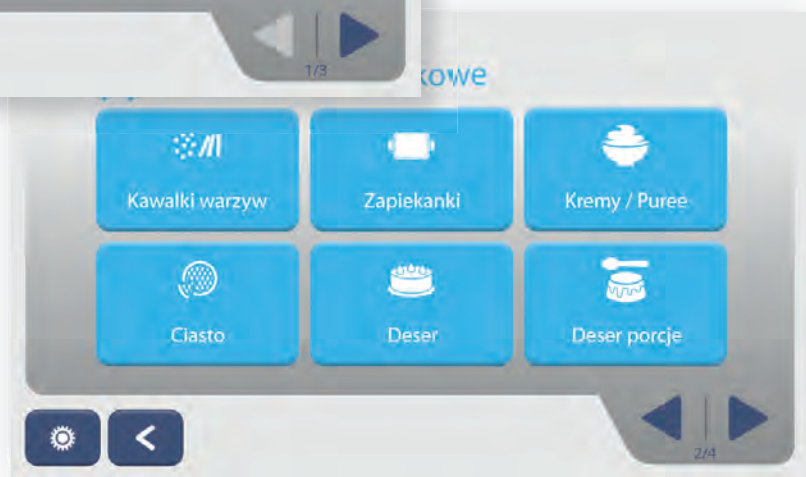 1/3
kowe
Kawalki warzyw
Zapiekanki
Kremy / Puree
Ciasto
Deser
Deser porcje
2/4